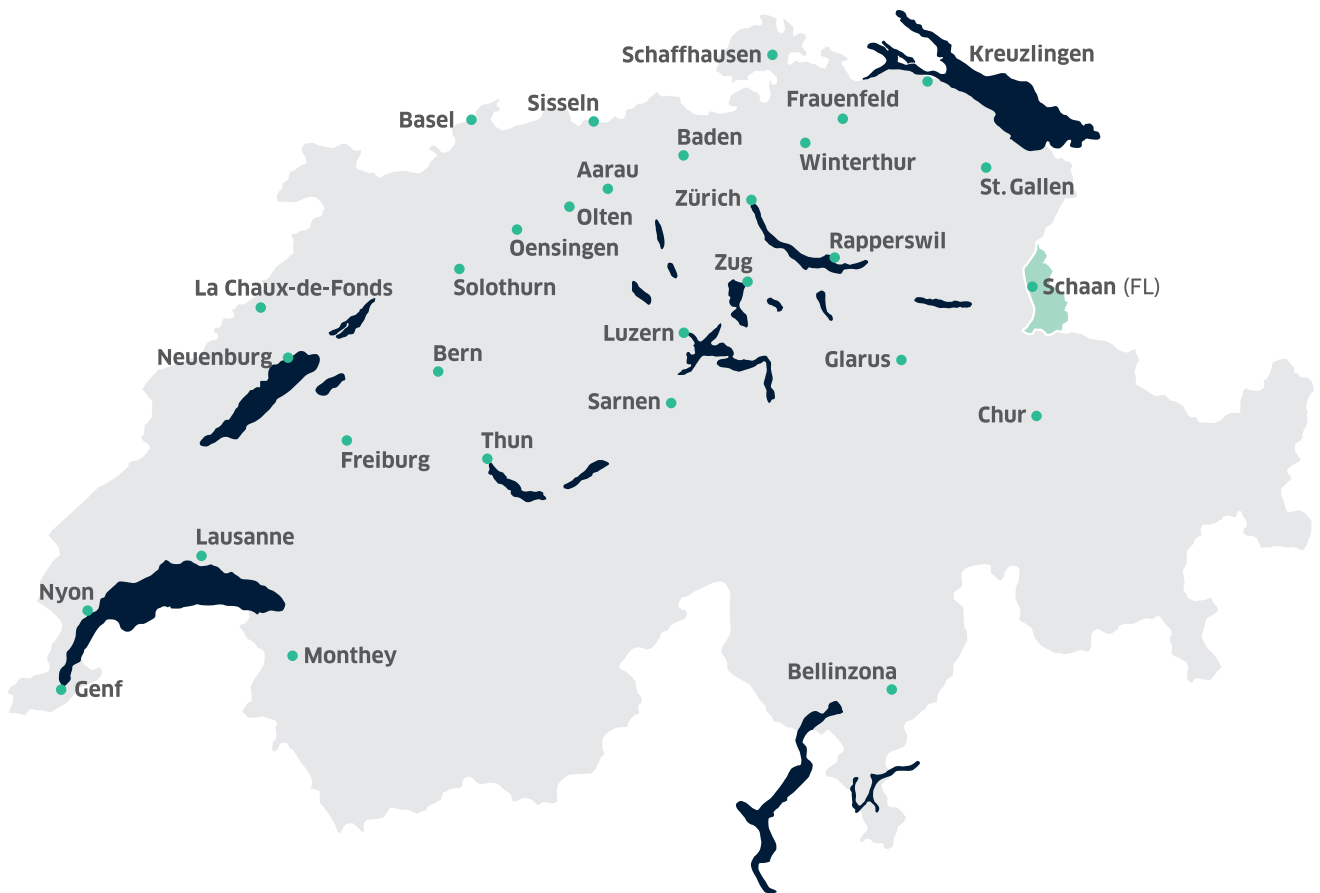 Schaffhausen
Kreuzlingen
Frauenfeld
Sisseln
Basel
Baden
Winterthur
Aarau
St. Gallen
Zürich
Olten
Rapperswil
Oensingen
Zug
Schaan (FL)
La Chaux-de-Fonds
Solothurn
Luzern
Bern
Neuenburg
Glarus
Sarnen
Chur
Thun
Freiburg
Lausanne
Nyon
Monthey
Bellinzona
Genf